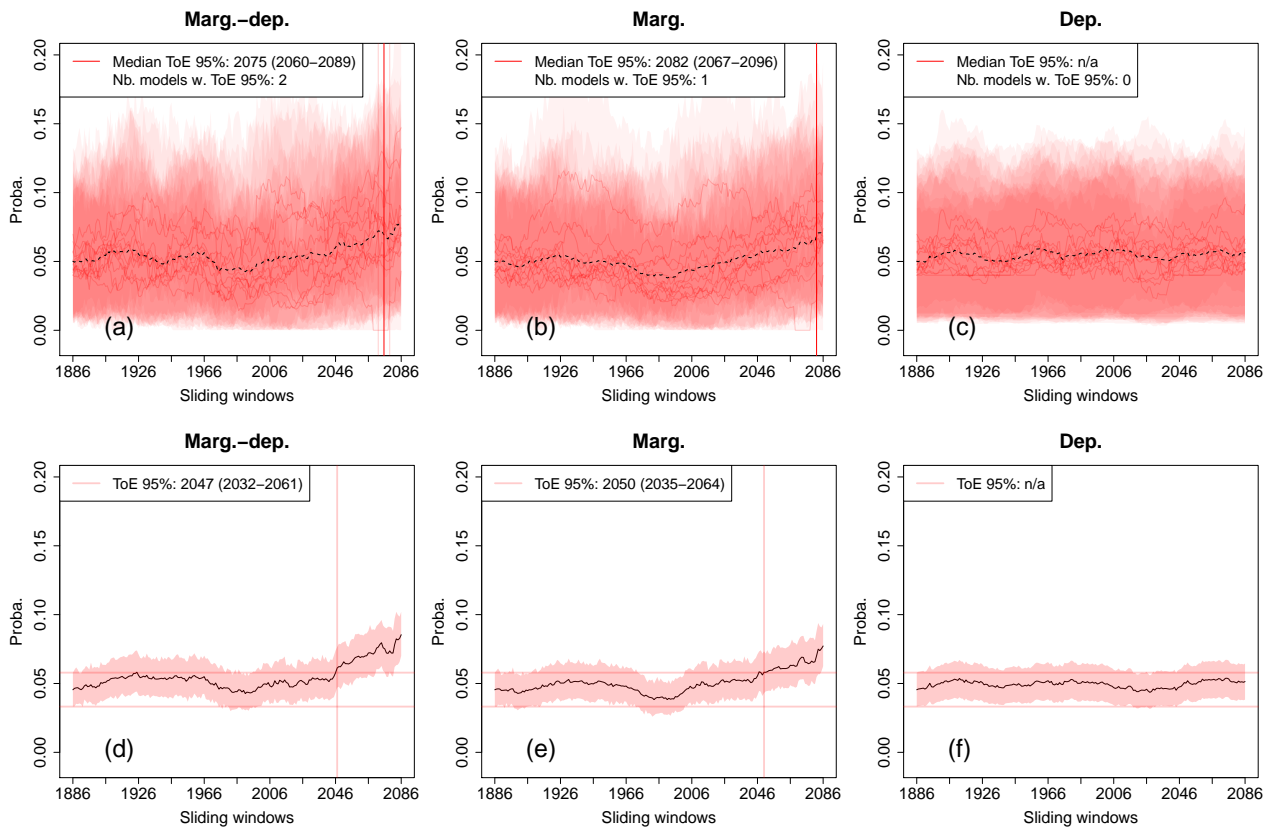 Marg.−dep.
Marg.
Dep.
Median ToE 95%: 2075 (2060−2089)
Nb. models w. ToE 95%: 2
Median ToE 95%: 2082 (2067−2096)
Nb. models w. ToE 95%: 1
Median ToE 95%: n/a
Nb. models w. ToE 95%: 0
Proba.
0.00 0.05 0.10 0.15 0.20
(a)
1886 1926 1966 2006 2046 2086
Sliding windows
Proba.
0.00 0.05 0.10 0.15 0.20
(b)
1886 1926 1966 2006 2046 2086
Sliding windows
Proba.
0.00 0.05 0.10 0.15 0.20
(c)
1886 1926 1966 2006 2046 2086
Sliding windows
Marg.−dep.
Marg.
Dep.
ToE 95%: 2047 (2032−2061)
ToE 95%: 2050 (2035−2064)
ToE 95%: n/a
Proba.
0.00 0.05 0.10 0.15 0.20
(d)
1886 1926 1966 2006 2046 2086
Sliding windows
Proba.
0.00 0.05 0.10 0.15 0.20
(e)
1886 1926 1966 2006 2046 2086
Sliding windows
Proba.
0.00 0.05 0.10 0.15 0.20
(f)
1886 1926 1966 2006 2046 2086
Sliding windows